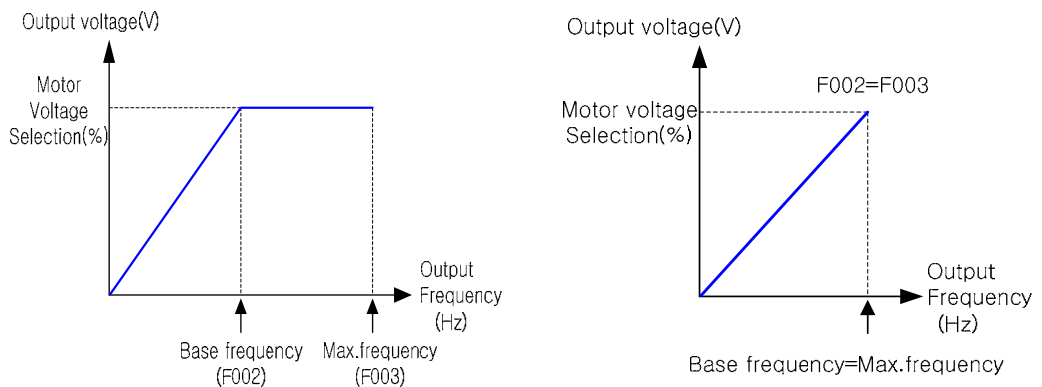 Output voltage(V)
Motor
Voltage
Selection(%)
Output
Frequency
(Hz)
Base frequency
(F002)
Max.frequency
(F003)
Output voltage(V)
F002=F003
Motor voltage
Selection(%)
Output
Frequency
(Hz)
Base frequency=Max.frequency